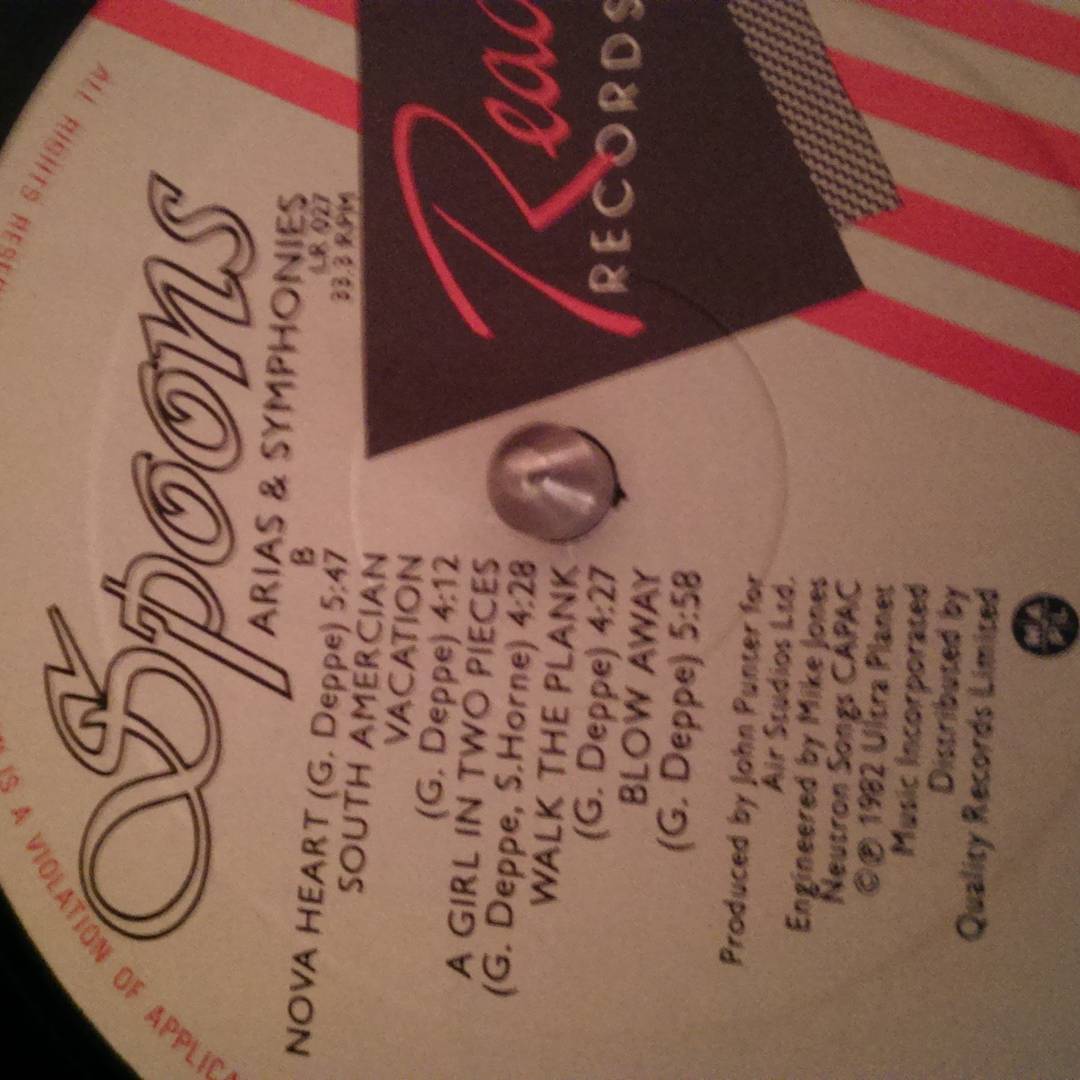 Spoons
ARIAS & SYMPHONIES
LR 027
33.3 RPM
RECORDS
B
NOVA HEART (G. Deppe) 5:47
SOUTH AMERCIAN
VACATION
(G. Deppe) 4:12
A GIRL IN TWO PIECES
(G. Deppe, S.Horne) 4:28
WALK THE PLANK
(G. Deppe) 4:27
BLOW AWAY
(G. Deppe) 5:58
Produced by John Punter for
Air Studios Ltd.
Engineered by Mike Jones
Neutron Songs CAPAC
©℗ 1982 Ultra Planet
Music Incorporated
Distributed by
Quality Records Limited
IS A VIOLATION OF APPLICA
ALL RIGHTS RESE